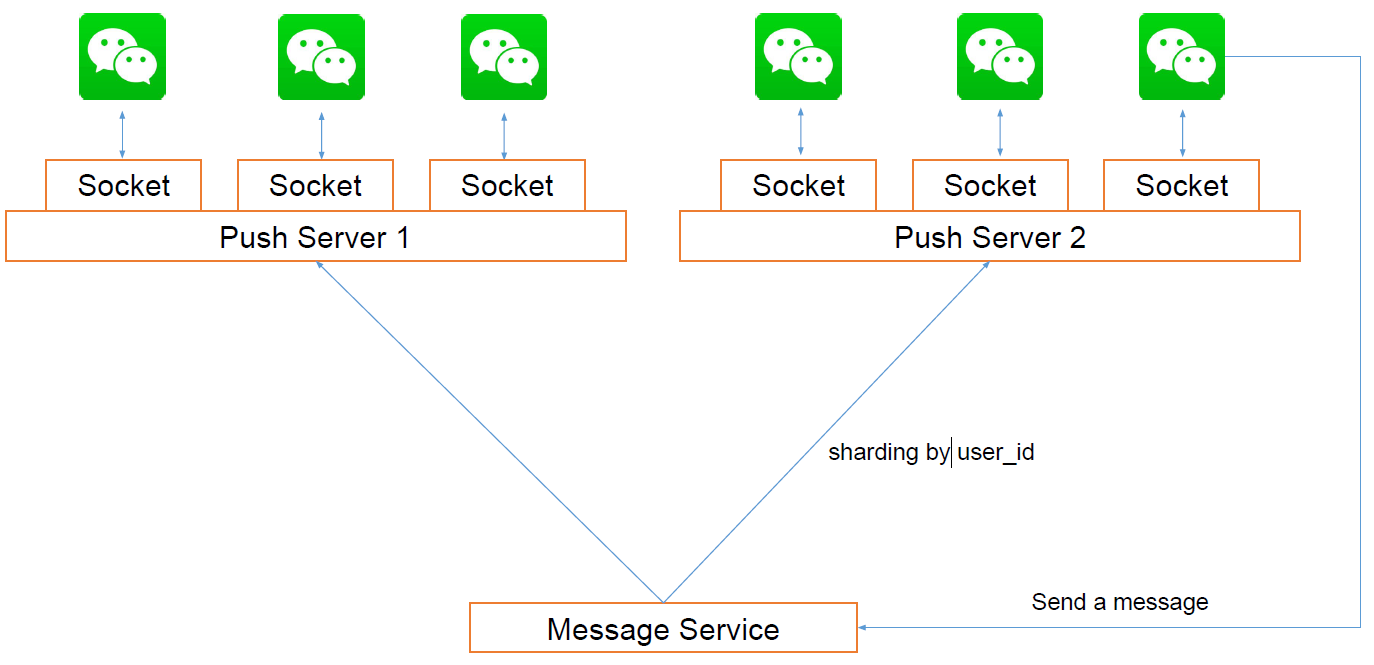 Socket
Socket
Socket
Socket
Socket
Socket
Push Server 1
Push Server 2
sharding by user_id
Send a message
Message Service